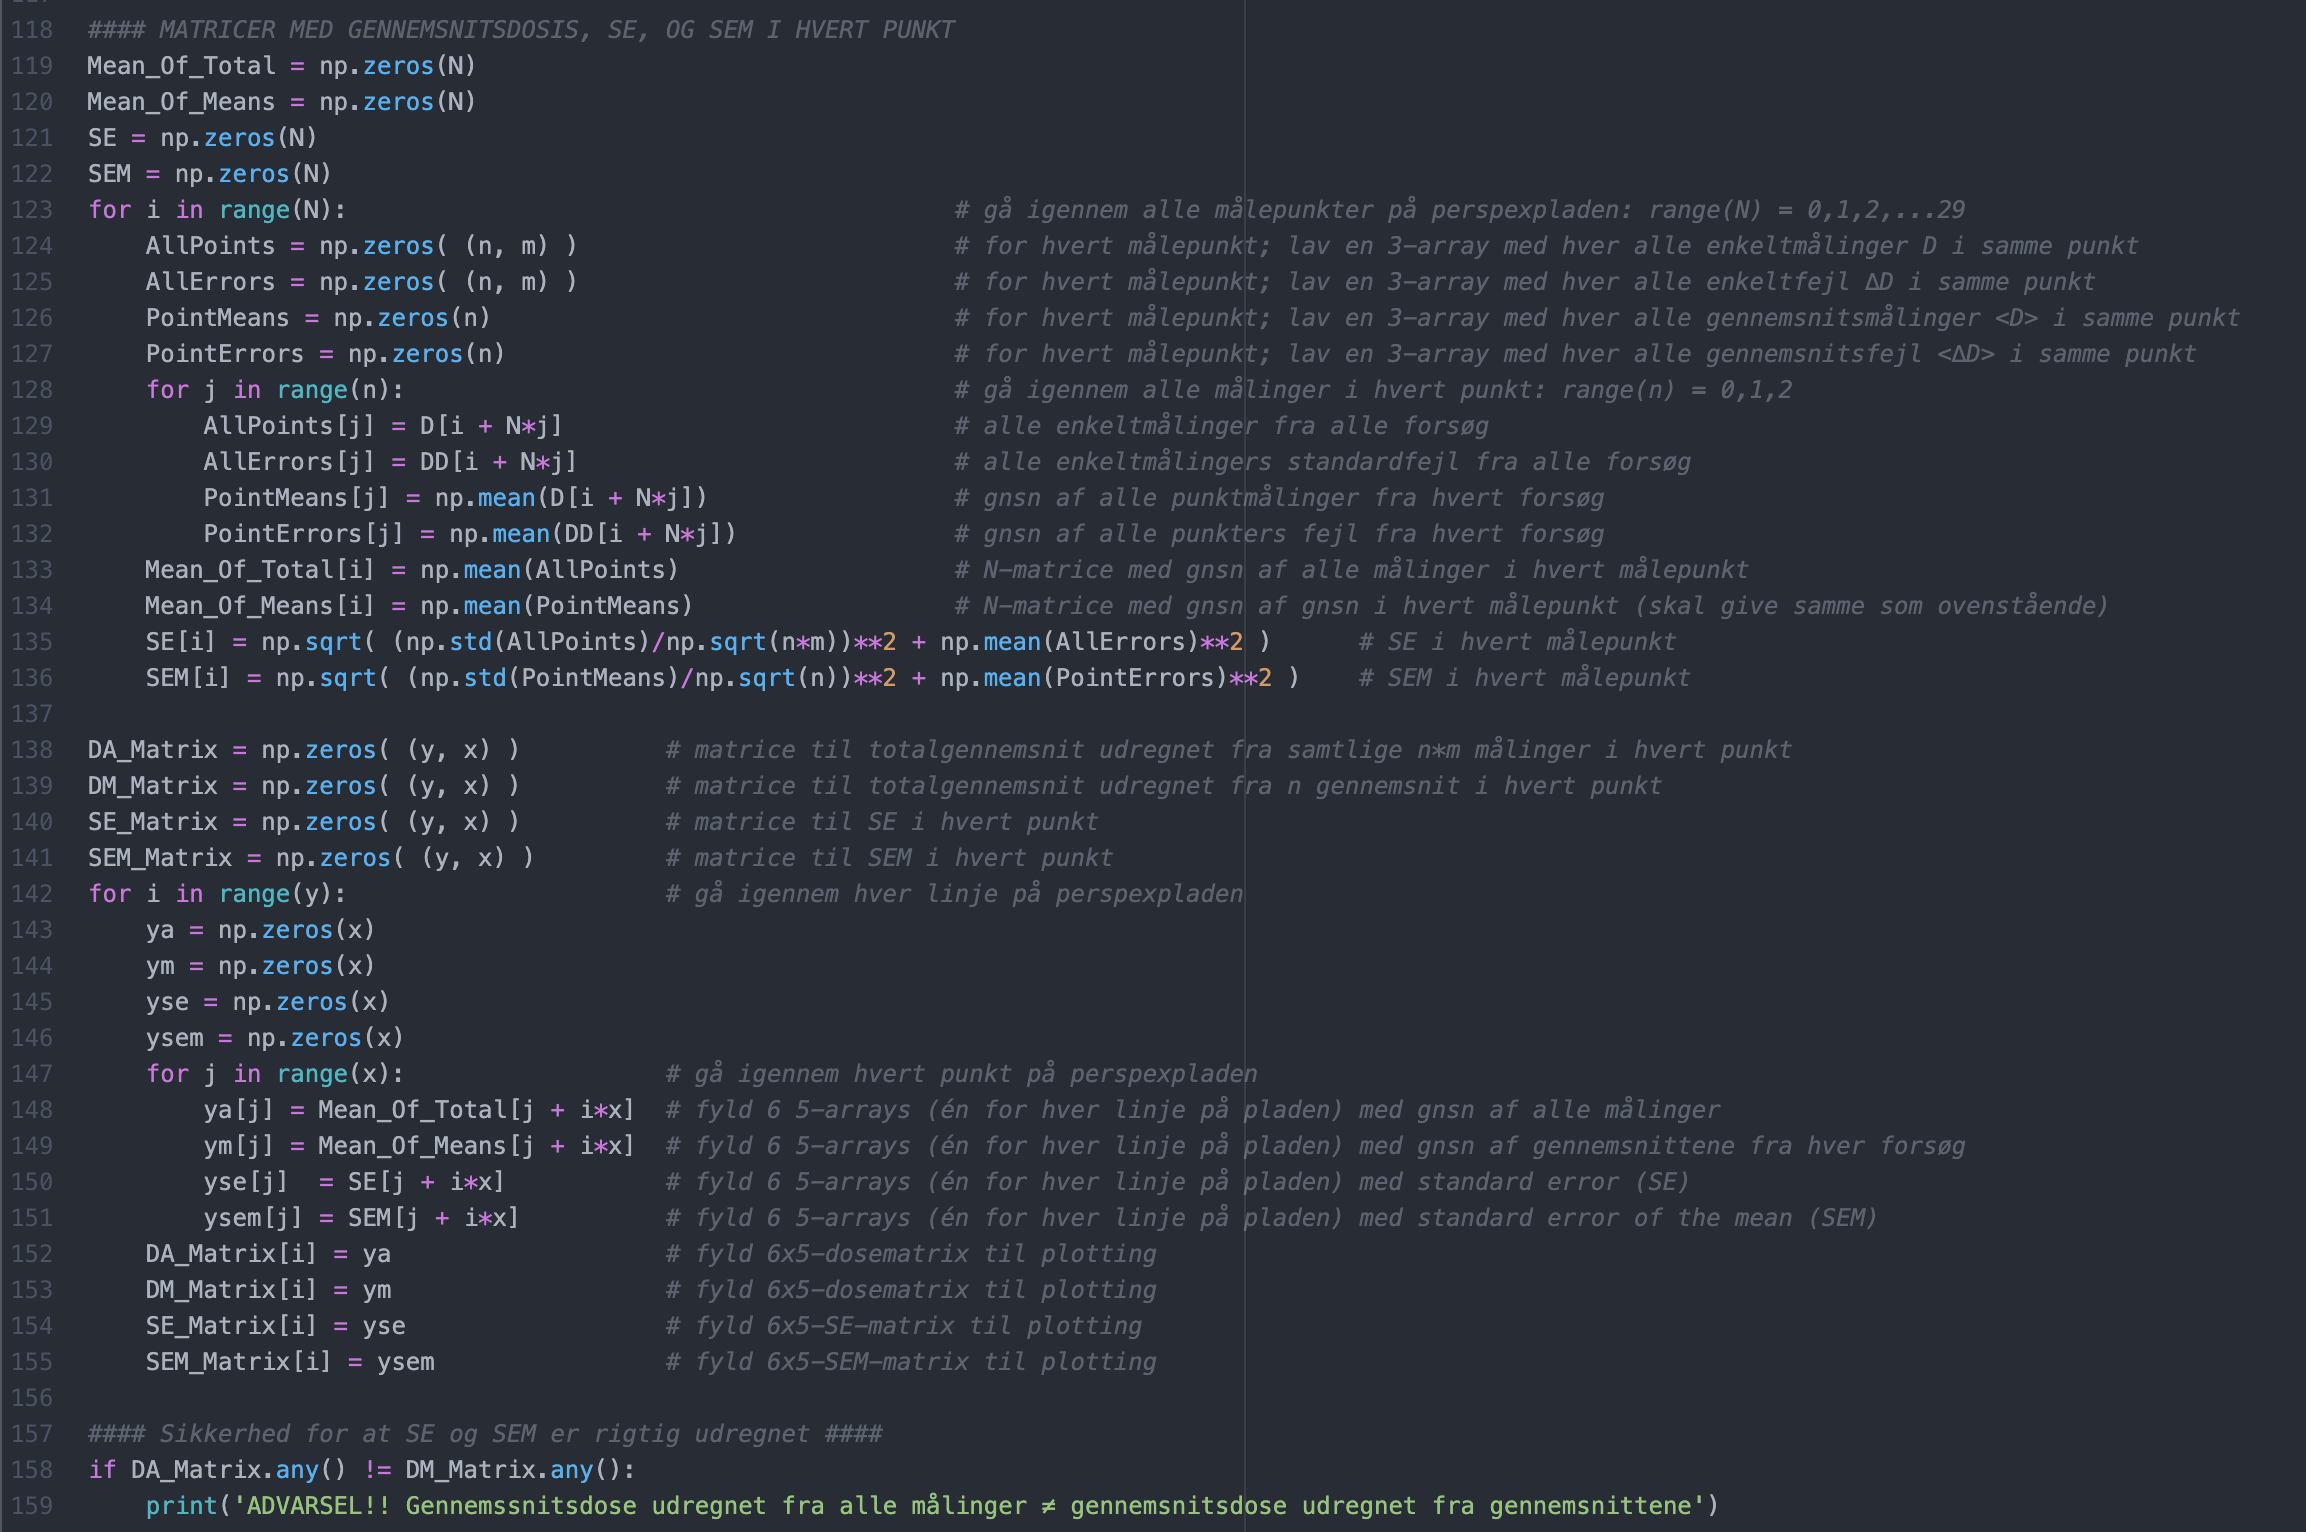 118 #### MATRICER MED GENNEMSNITSDOSIS, SE, OG SEM I HVERT PUNKT
119 Mean_Of_Total = np.zeros(N)
120 Mean_Of_Means = np.zeros(N)
121 SE = np.zeros(N)
122 SEM = np.zeros(N)
123 for i in range(N): # gå igennem alle målepunkter på perspexpladen: range(N) = 0,1,2,...29
124 AllPoints = np.zeros( (n, m) ) # for hvert målepunkt; lav en 3-array med hver alle enkeltmålinger D i samme punkt
125 AllErrors = np.zeros( (n, m) ) # for hvert målepunkt; lav en 3-array med hver alle enkeltfejl ∆D i samme punkt
126 PointMeans = np.zeros(n) # for hvert målepunkt; lav en 3-array med hver alle gennemsnitsmålinger <D> i samme punkt
127 PointErrors = np.zeros(n) # for hvert målepunkt; lav en 3-array med hver alle gennemsnitsfejl <∆D> i samme punkt
128 for j in range(n): # gå igennem alle målinger i hvert punkt: range(n) = 0,1,2
129 AllPoints[j] = D[i + N*j] # alle enkeltmålinger fra alle forsøg
130 AllErrors[j] = DD[i + N*j] # alle enkeltmålingers standardfejl fra alle forsøg
131 PointMeans[j] = np.mean(D[i + N*j]) # gnsn af alle punktmålinger fra hvert forsøg
132 PointErrors[j] = np.mean(DD[i + N*j]) # gnsn af alle punkters fejl fra hvert forsøg
133 Mean_Of_Total[i] = np.mean(AllPoints) # N-matrice med gnsn af alle målinger i hvert målepunkt
134 Mean_Of_Means[i] = np.mean(PointMeans) # N-matrice med gnsn af gnsn i hvert målepunkt (skal give samme som ovenstående)
135 SE[i] = np.sqrt( (np.std(AllPoints)/np.sqrt(n*m))**2 + np.mean(AllErrors)**2 ) # SE i hvert målepunkt
136 SEM[i] = np.sqrt( (np.std(PointMeans)/np.sqrt(n))**2 + np.mean(PointErrors)**2 ) # SEM i hvert målepunkt
137
138 DA_Matrix = np.zeros( (y, x) ) # matrice til totalgennemsnit udregnet fra samtlige n*m målinger i hvert punkt
139 DM_Matrix = np.zeros( (y, x) ) # matrice til totalgennemsnit udregnet fra n gennemsnit i hvert punkt
140 SE_Matrix = np.zeros( (y, x) ) # matrice til SE i hvert punkt
141 SEM_Matrix = np.zeros( (y, x) ) # matrice til SEM i hvert punkt
142 for i in range(y): # gå igennem hver linje på perspexpladen
143 ya = np.zeros(x)
144 ym = np.zeros(x)
145 yse = np.zeros(x)
146 ysem = np.zeros(x)
147 for j in range(x): # gå igennem hvert punkt på perspexpladen
148 ya[j] = Mean_Of_Total[j + i*x] # fyld 6 5-arrays (én for hver linje på pladen) med gnsn af alle målinger
149 ym[j] = Mean_Of_Means[j + i*x] # fyld 6 5-arrays (én for hver linje på pladen) med gnsn af gennemsnittene fra hver forsøg
150 yse[j] = SE[j + i*x] # fyld 6 5-arrays (én for hver linje på pladen) med standard error (SE)
151 ysem[j] = SEM[j + i*x] # fyld 6 5-arrays (én for hver linje på pladen) med standard error of the mean (SEM)
152 DA_Matrix[i] = ya # fyld 6x5-dosematrix til plotting
153 DM_Matrix[i] = ym # fyld 6x5-dosematrix til plotting
154 SE_Matrix[i] = yse # fyld 6x5-SE-matrix til plotting
155 SEM_Matrix[i] = ysem # fyld 6x5-SEM-matrix til plotting
156
157 #### Sikkerhed for at SE og SEM er rigtig udregnet ####
158 if DA_Matrix.any() != DM_Matrix.any():
159 print('ADVARSEL!! Gennemssnitsdose udregnet fra alle målinger ≠ gennemsnitsdose udregnet fra gennemsnittene')